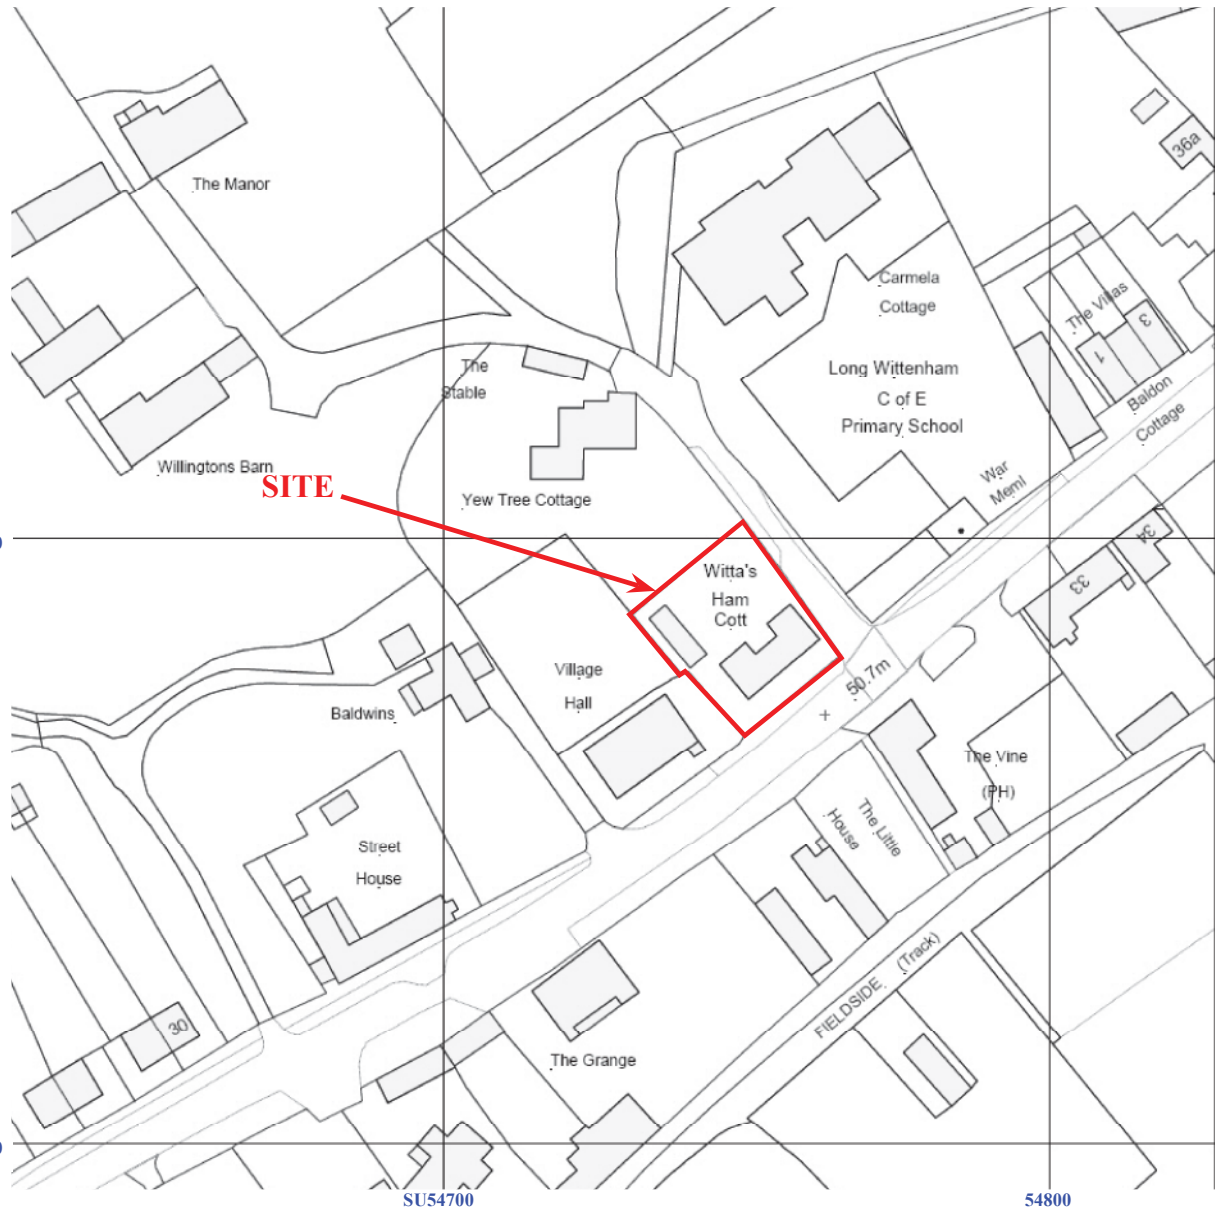 36a
The Manor
Carmela
Cottage
The Villas
3
1
The
Stable
Long Wittenham
C of E
Primary School
Baldon
Cottage
Willingtons Barn
SITE
Yew Tree Cottage
War
Meml
34
33
Witta's
Ham
Cott
Village
Hall
50.7m
Baldwins
The Vine
(PH)
The Little
House
Street
House
FIELDSIDE (Track)
30
The Grange
SU54700
54800